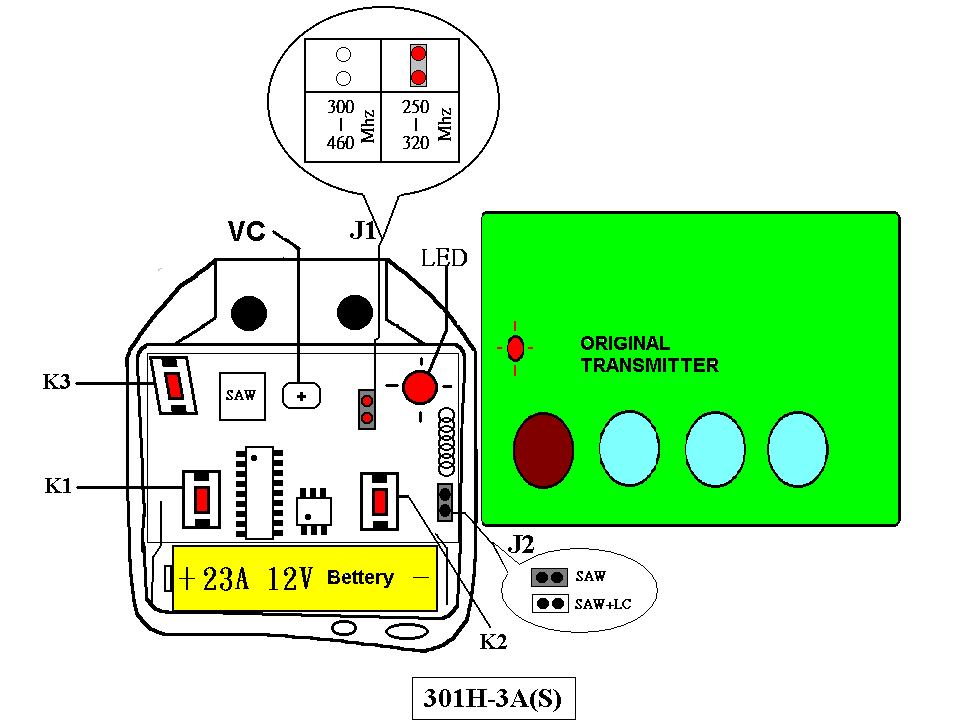 300
—
460
Mhz
250
—
320
Mhz
VC
J1
LED
ORIGINAL
TRANSMITTER
K3
SAW
+
K1
+ 23A 12V Bettery —
J2
SAW
SAW+LC
K2
301H-3A(S)